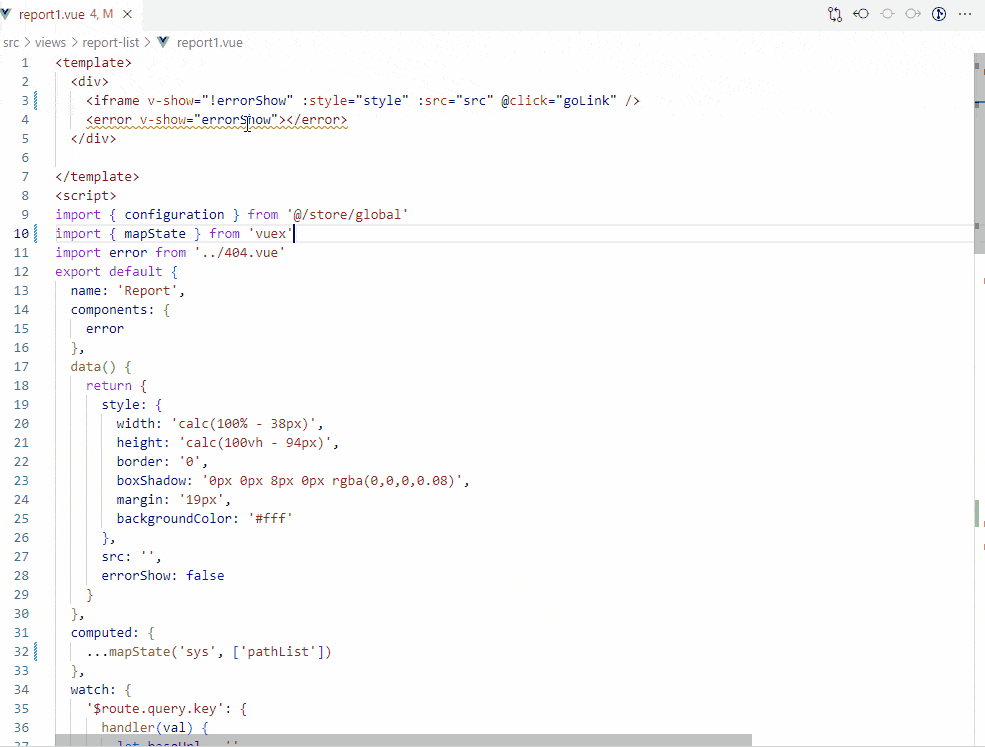 report1.vue 4, M
src > views > report-list > report1.vue
1 <template>
2 <div>
3 <iframe v-show="!errorShow" :style="style" :src="src" @click="goLink" />
4 <error v-show="errorShow"></error>
5 </div>
6
7 </template>
8 <script>
9 import { configuration } from '@/store/global'
10 import { mapState } from 'vuex'
11 import error from '../404.vue'
12 export default {
13 name: 'Report',
14 components: {
15 error
16 },
17 data() {
18 return {
19 style: {
20 width: 'calc(100% - 38px)',
21 height: 'calc(100vh - 94px)',
22 border: '0',
23 boxShadow: '0px 0px 8px 0px rgba(0,0,0,0.08)',
24 margin: '19px',
25 backgroundColor: '#fff'
26 },
27 src: '',
28 errorShow: false
29 }
30 },
31 computed: {
32 ...mapState('sys', ['pathList'])
33 },
34 watch: {
35 '$route.query.key': {
36 handler(val) {
37 let baseUrl = ''